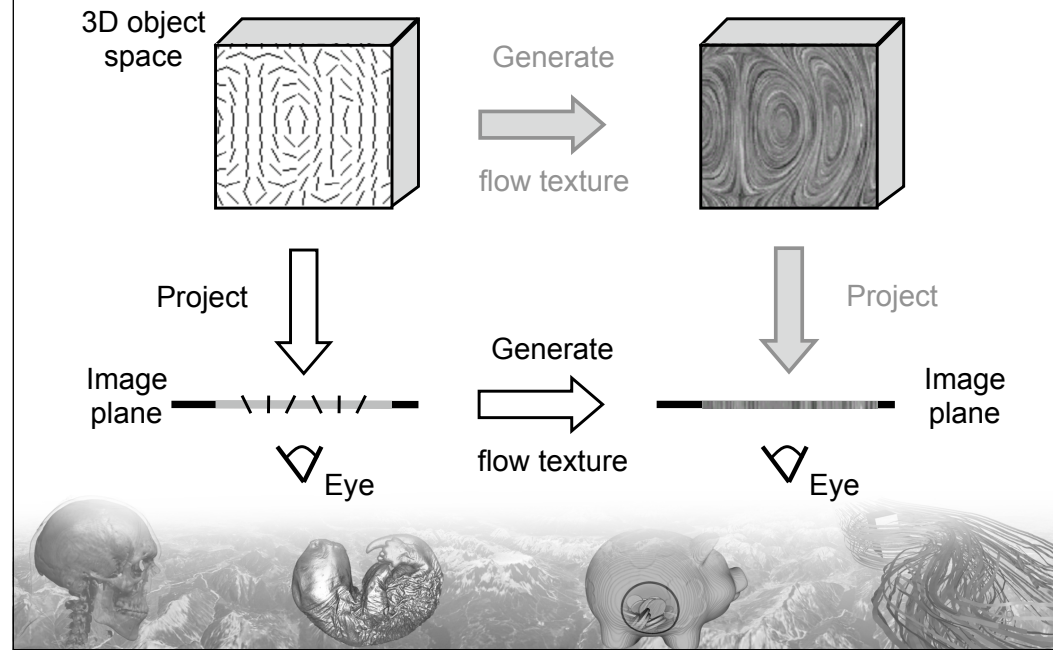 3D object
space
Generate
flow texture
Project
Project
Image
plane
Generate
flow texture
Image
plane
Eye
Eye